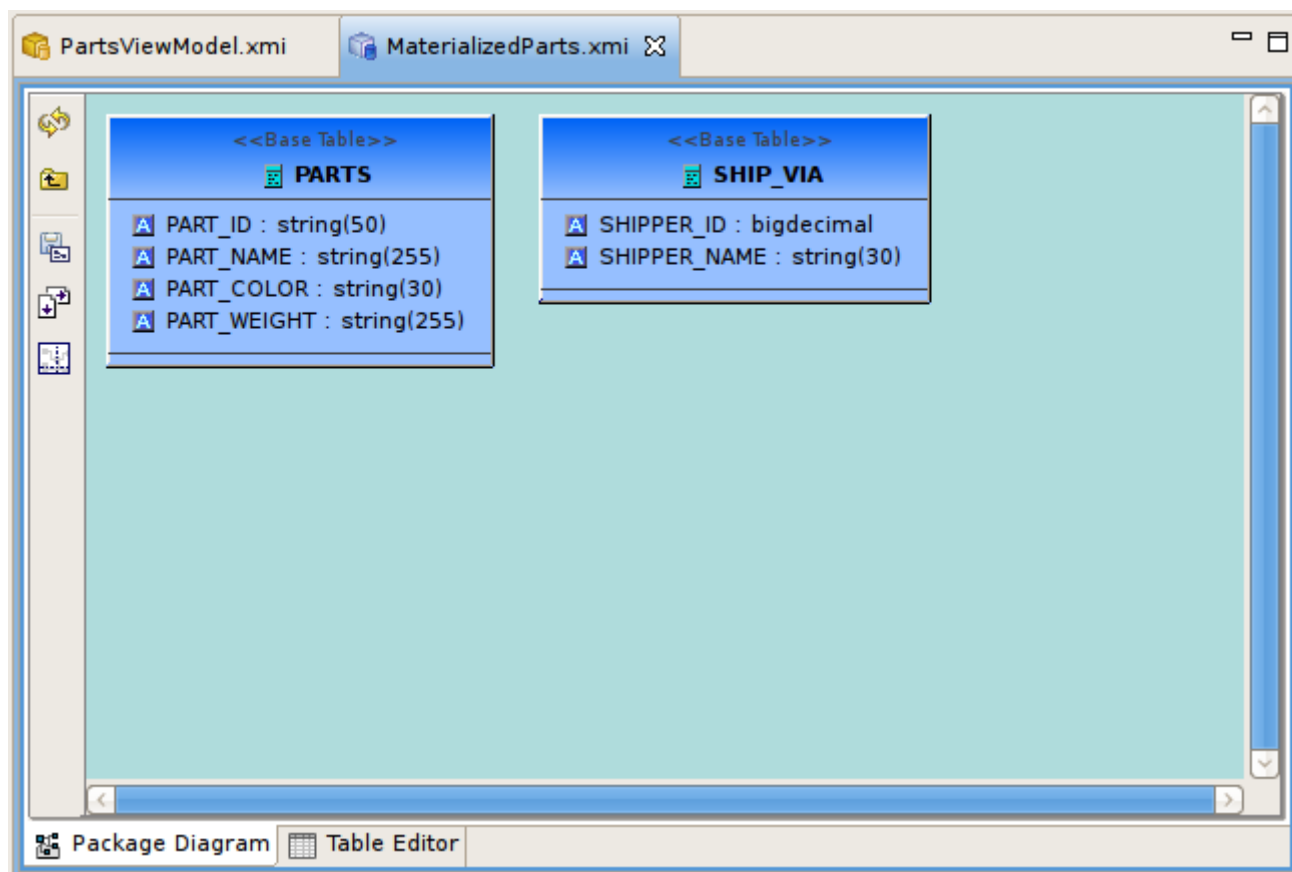 PartsViewModel.xmi
MaterializedParts.xmi
<<Base Table>>
PARTS
A PART_ID : string(50)
A PART_NAME : string(255)
A PART_COLOR : string(30)
A PART_WEIGHT : string(255)
<<Base Table>>
SHIP_VIA
A SHIPPER_ID : bigdecimal
A SHIPPER_NAME : string(30)
Package Diagram
Table Editor